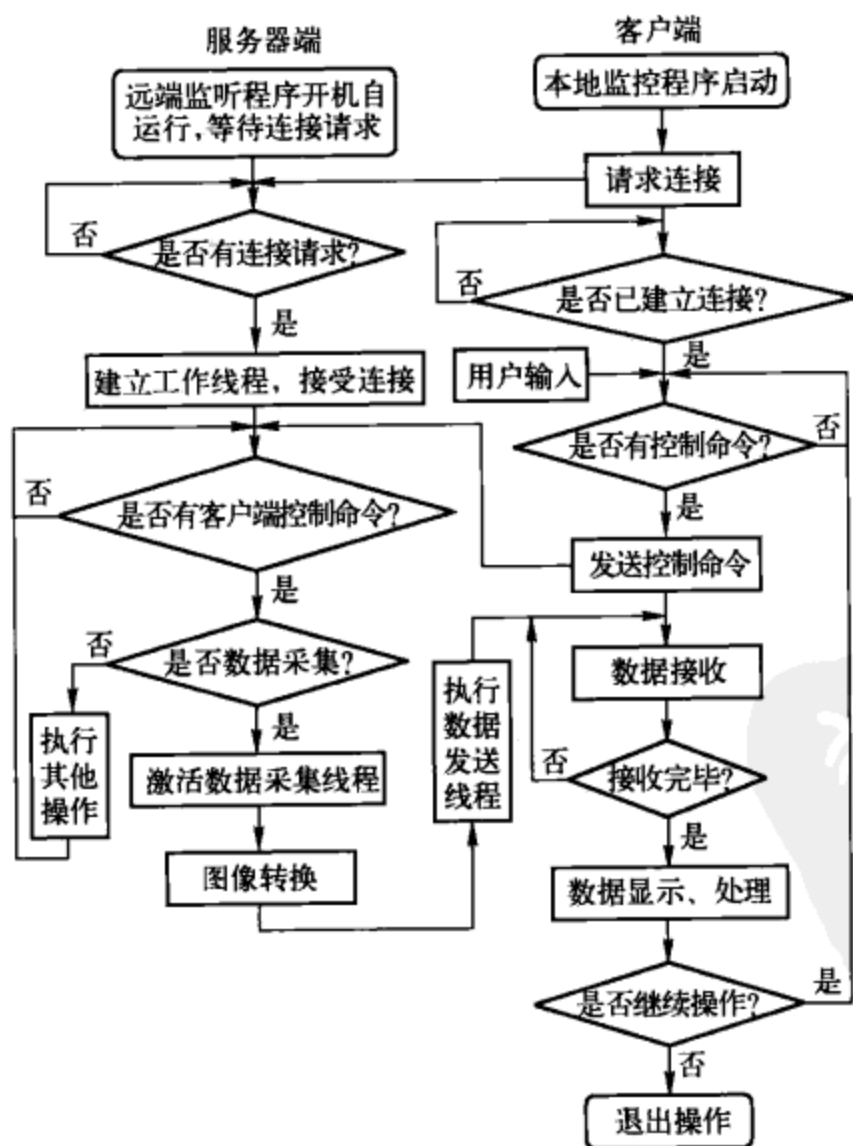 服务器端
远端监听程序开机自
运行,等待连接请求
否
是否有连接请求?
是
建立工作线程，接受连接
否
是否有客户端控制命令?
是
否
是否数据采集?
是
执行
其他
操作
激活数据采集线程
图像转换
执行
数据
发送
线程
客户端
本地监控程序启动
请求连接
否
是否已建立连接?
是
用户输入
是否有控制命令?
否
是
发送控制命令
数据接收
否
接收完毕?
是
数据显示、处理
是否继续操作?
是
否
退出操作